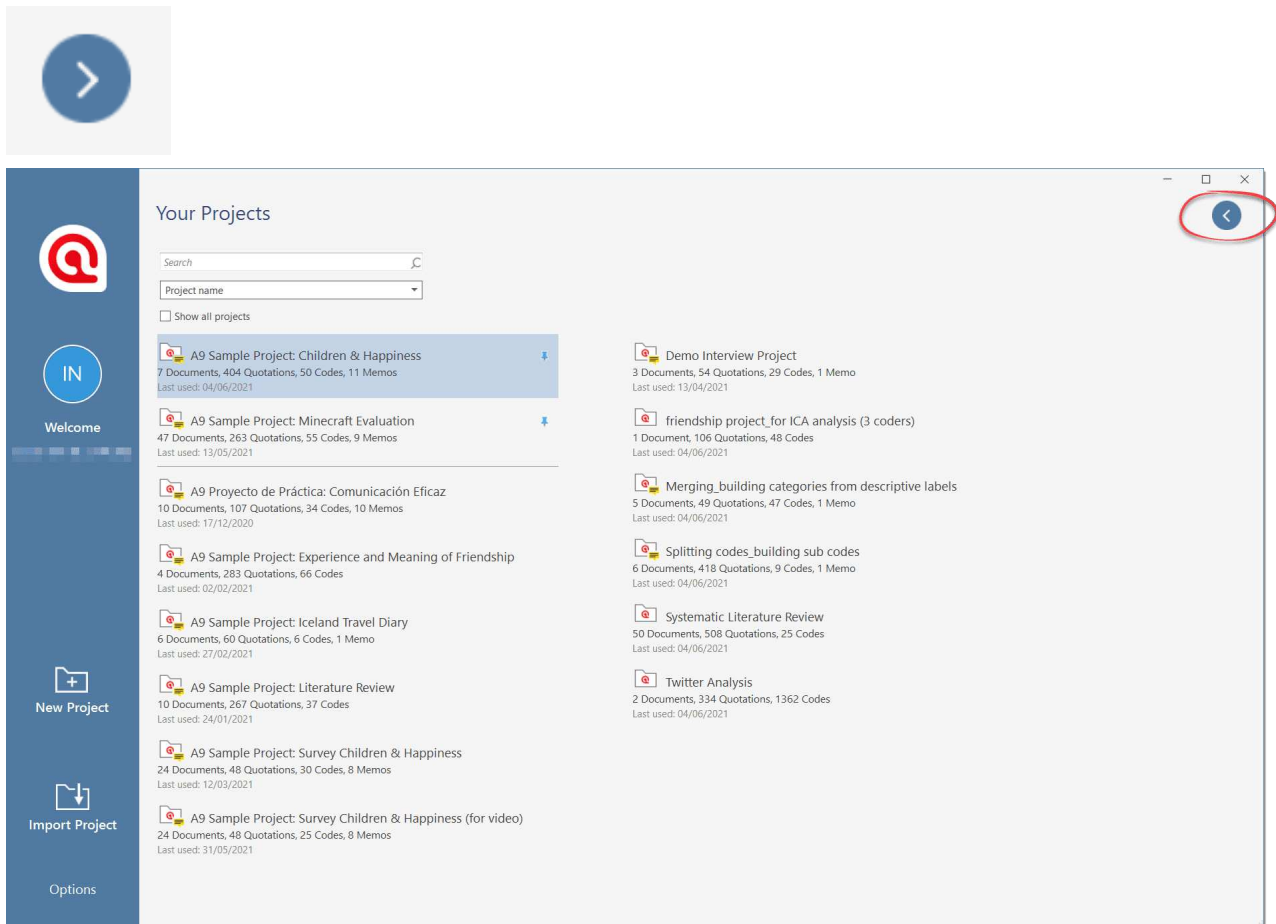 Your Projects
Search
Project name
Show all projects
A9 Sample Project: Children & Happiness
7 Documents, 404 Quotations, 50 Codes, 11 Memos
Last used: 04/06/2021
A9 Sample Project: Minecraft Evaluation
47 Documents, 263 Quotations, 55 Codes, 9 Memos
Last used: 13/05/2021
A9 Proyecto de Práctica: Comunicación Eficaz
10 Documents, 107 Quotations, 34 Codes, 10 Memos
Last used: 17/12/2020
A9 Sample Project: Experience and Meaning of Friendship
4 Documents, 283 Quotations, 66 Codes
Last used: 02/02/2021
A9 Sample Project: Iceland Travel Diary
6 Documents, 60 Quotations, 6 Codes, 1 Memo
Last used: 27/02/2021
A9 Sample Project: Literature Review
10 Documents, 267 Quotations, 37 Codes
Last used: 24/01/2021
A9 Sample Project: Survey Children & Happiness
24 Documents, 48 Quotations, 30 Codes, 8 Memos
Last used: 12/03/2021
A9 Sample Project: Survey Children & Happiness (for video)
24 Documents, 48 Quotations, 25 Codes, 8 Memos
Last used: 31/05/2021
Demo Interview Project
3 Documents, 54 Quotations, 29 Codes, 1 Memo
Last used: 13/04/2021
friendship project_for ICA analysis (3 coders)
1 Document, 106 Quotations, 48 Codes
Last used: 04/06/2021
Merging_building categories from descriptive labels
5 Documents, 49 Quotations, 47 Codes, 1 Memo
Last used: 04/06/2021
Splitting codes_building sub codes
6 Documents, 418 Quotations, 9 Codes, 1 Memo
Last used: 04/06/2021
Systematic Literature Review
50 Documents, 508 Quotations, 25 Codes
Last used: 04/06/2021
Twitter Analysis
2 Documents, 334 Quotations, 1362 Codes
Last used: 04/06/2021
IN
Welcome
New Project
Import Project
Options